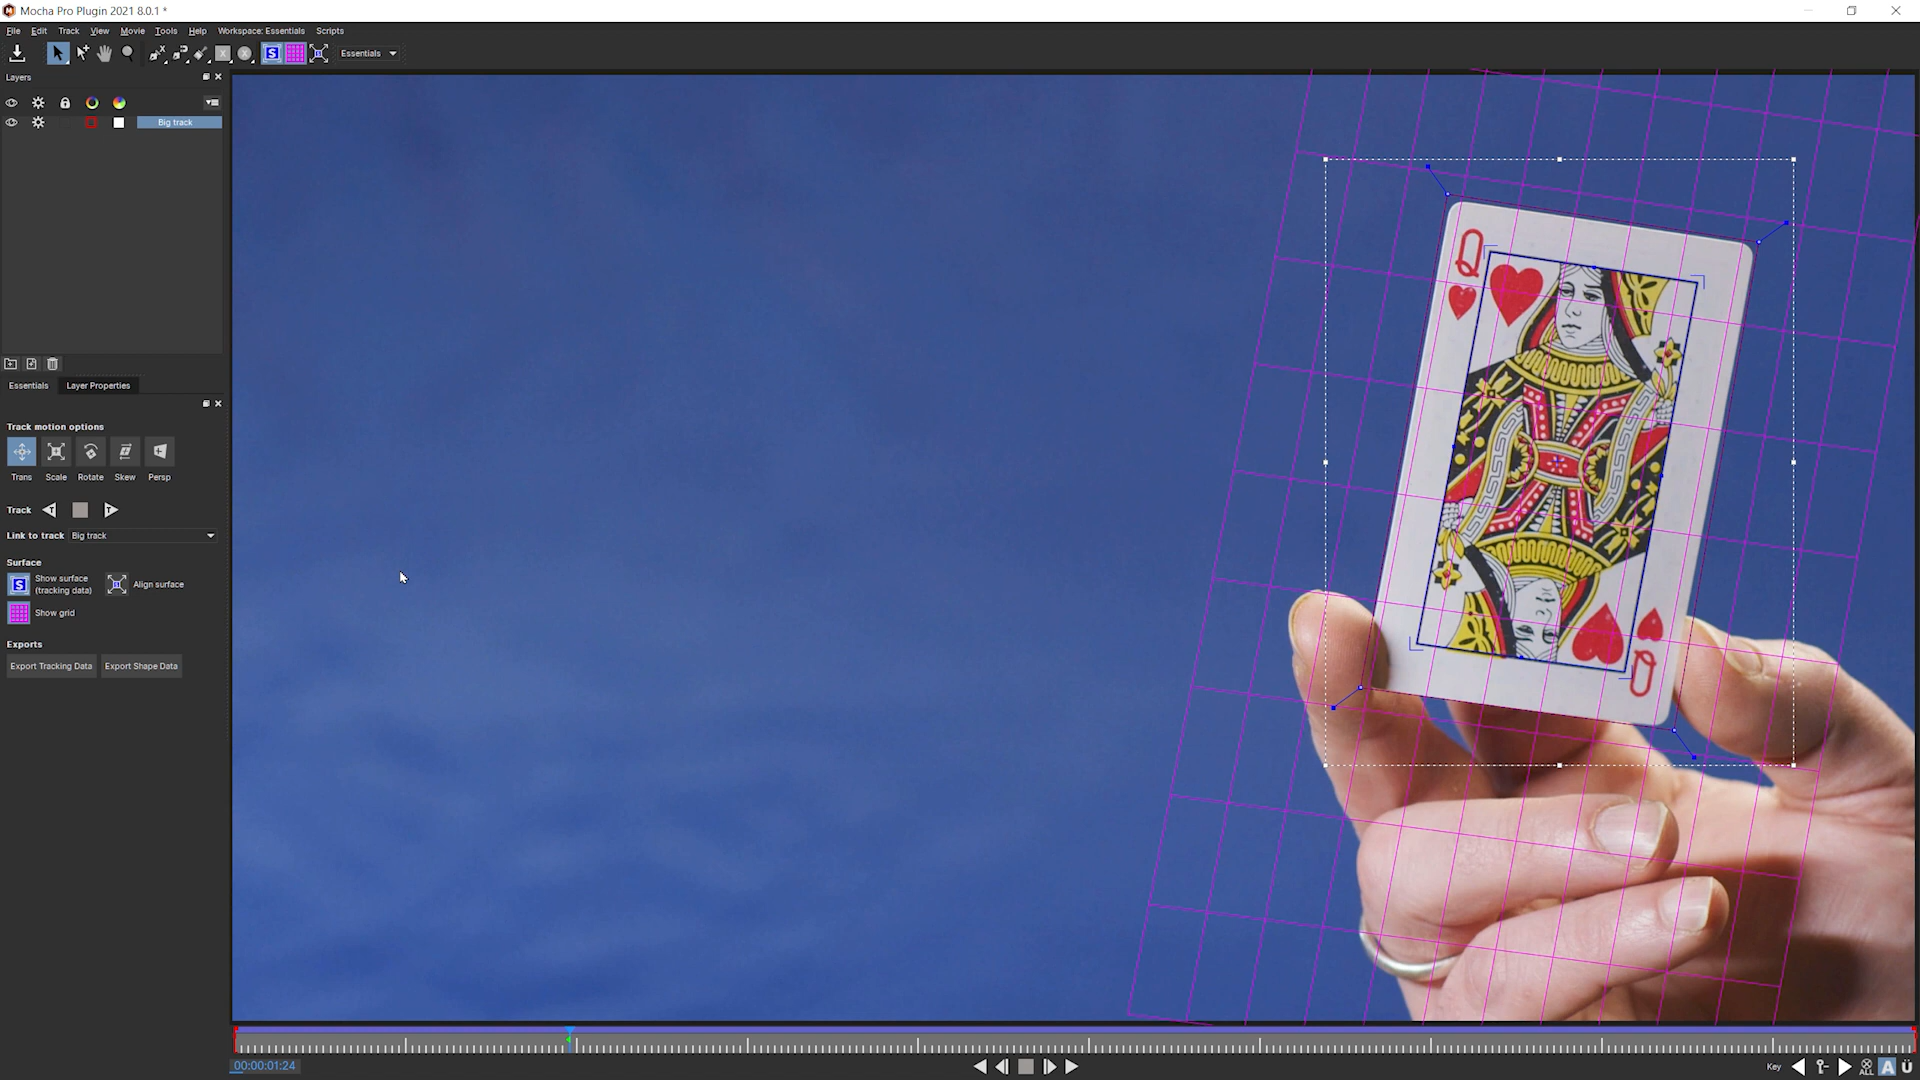 Mocha Pro Plugin 2021 8.0.1 *
File Edit Track View Movie Tools Help Workspace: Essentials Scripts
Essentials
Layers
Big track
Essentials Layer Properties
Track motion options
Trans Scale Rotate Skew Persp
Track
Link to track Big track
Surface
Show surface
(tracking data)
Align surface
Show grid
Exports
Export Tracking Data Export Shape Data
Q
Q
00:00:01:24
Key
ALL
A
Ü